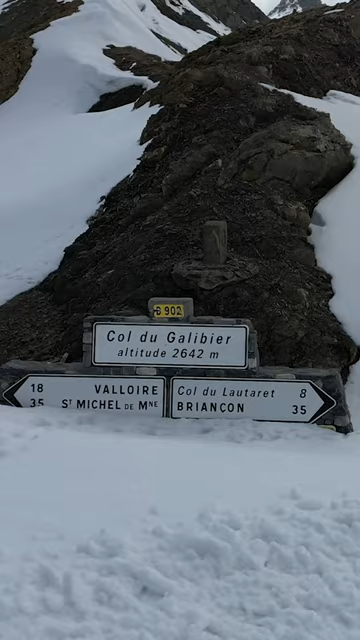 D 902
Col du Galibier
altitude 2642 m
18 VALLOIRE
35 ST MICHEL DE MNE
Col du Lautaret 8
BRIANÇON 35